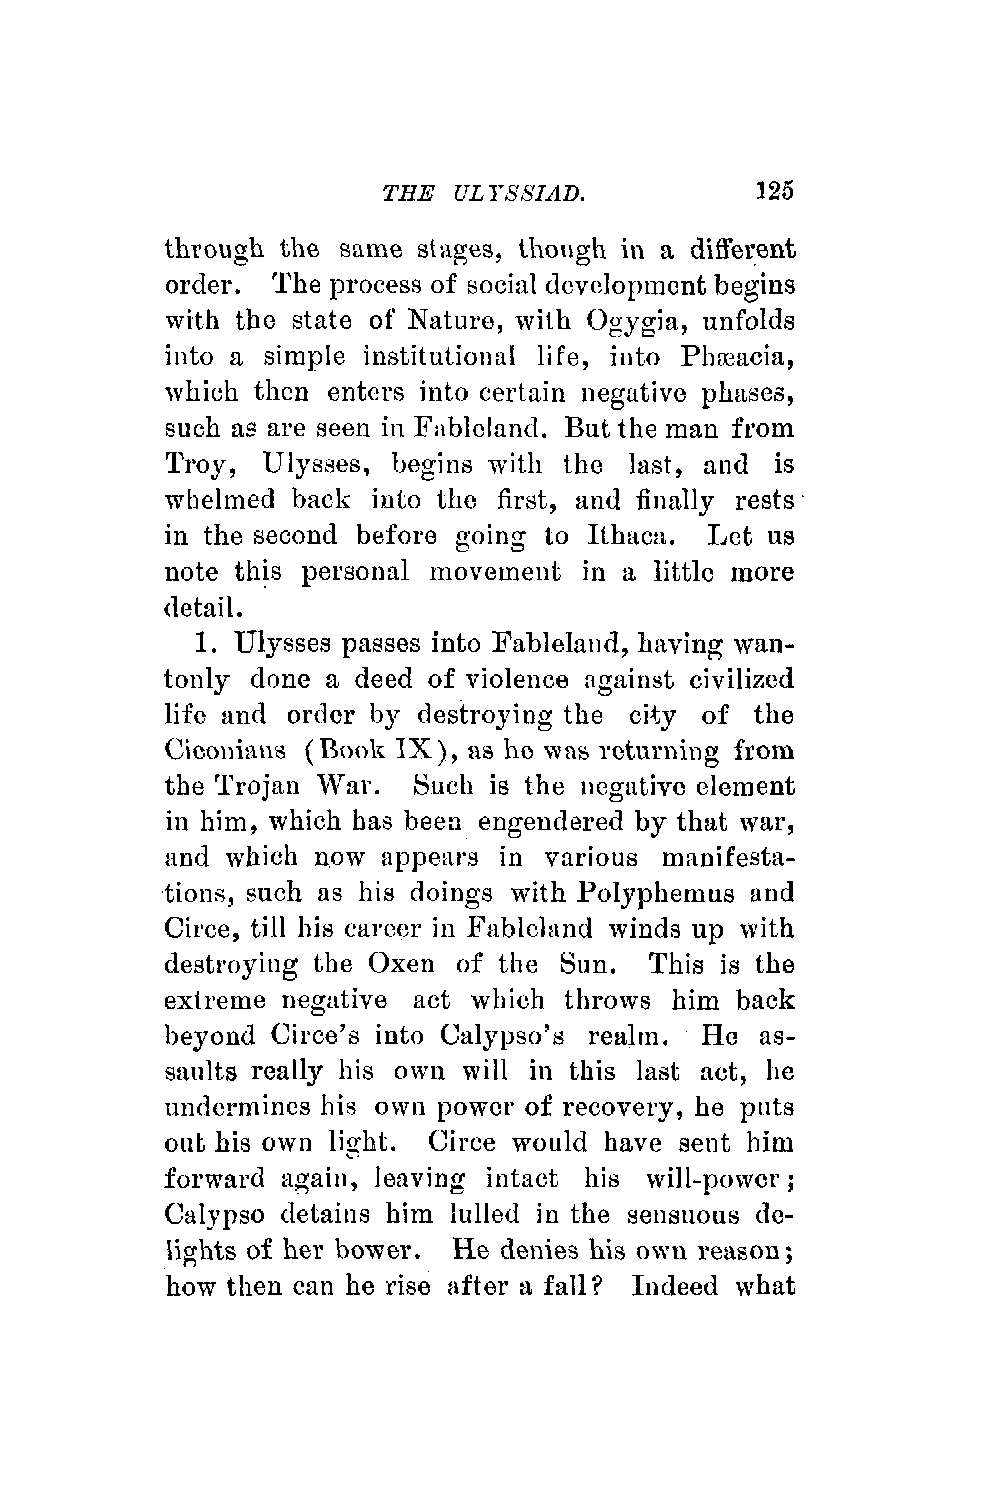 THE ULYSSIAD. 125
through the same stages, though in a different
order. The process of social development begins
with the state of Nature, with Ogygia, unfolds
into a simple institutional life, into Phæacia,
which then enters into certain negative phases,
such as are seen in Fableland. But the man from
Troy, Ulysses, begins with the last, and is
whelmed back into the first, and finally rests
in the second before going to Ithaca. Let us
note this personal movement in a little more
detail.
1. Ulysses passes into Fableland, having wan-
tonly done a deed of violence against civilized
life and order by destroying the city of the
Ciconians (Book IX), as he was returning from
the Trojan War. Such is the negative element
in him, which has been engendered by that war,
and which now appears in various manifesta-
tions, such as his doings with Polyphemus and
Circe, till his career in Fableland winds up with
destroying the Oxen of the Sun. This is the
extreme negative act which throws him back
beyond Circe's into Calypso's realm. He as-
saults really his own will in this last act, he
undermines his own power of recovery, he puts
out his own light. Circe would have sent him
forward again, leaving intact his will-power;
Calypso detains him lulled in the sensuous de-
lights of her bower. He denies his own reason;
how then can he rise after a fall? Indeed what